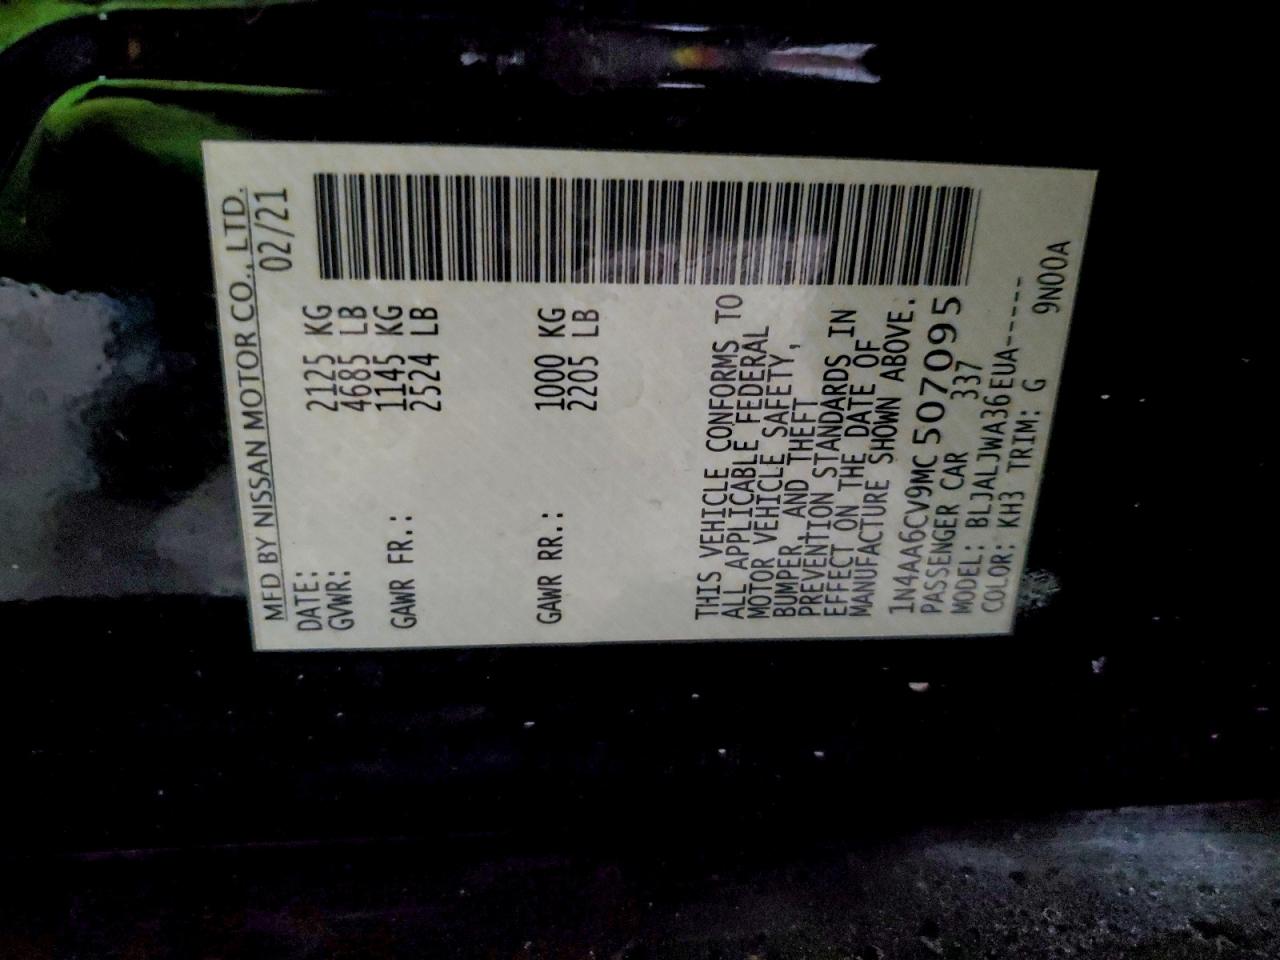 MFD BY NISSAN MOTOR CO., LTD.
DATE: 02/21
GVWR: 2125 KG
4685 LB
GAWR FR.: 1145 KG
2524 LB
GAWR RR.: 1000 KG
2205 LB
THIS VEHICLE CONFORMS TO
ALL APPLICABLE FEDERAL
MOTOR VEHICLE SAFETY,
BUMPER, AND THEFT
PREVENTION STANDARDS IN
EFFECT ON THE DATE OF
MANUFACTURE SHOWN ABOVE.
1N4AA6CV9MC507095
PASSENGER CAR 337
MODEL: BLJALJWA36EUA-----
COLOR: KH3 TRIM: G 9N00A